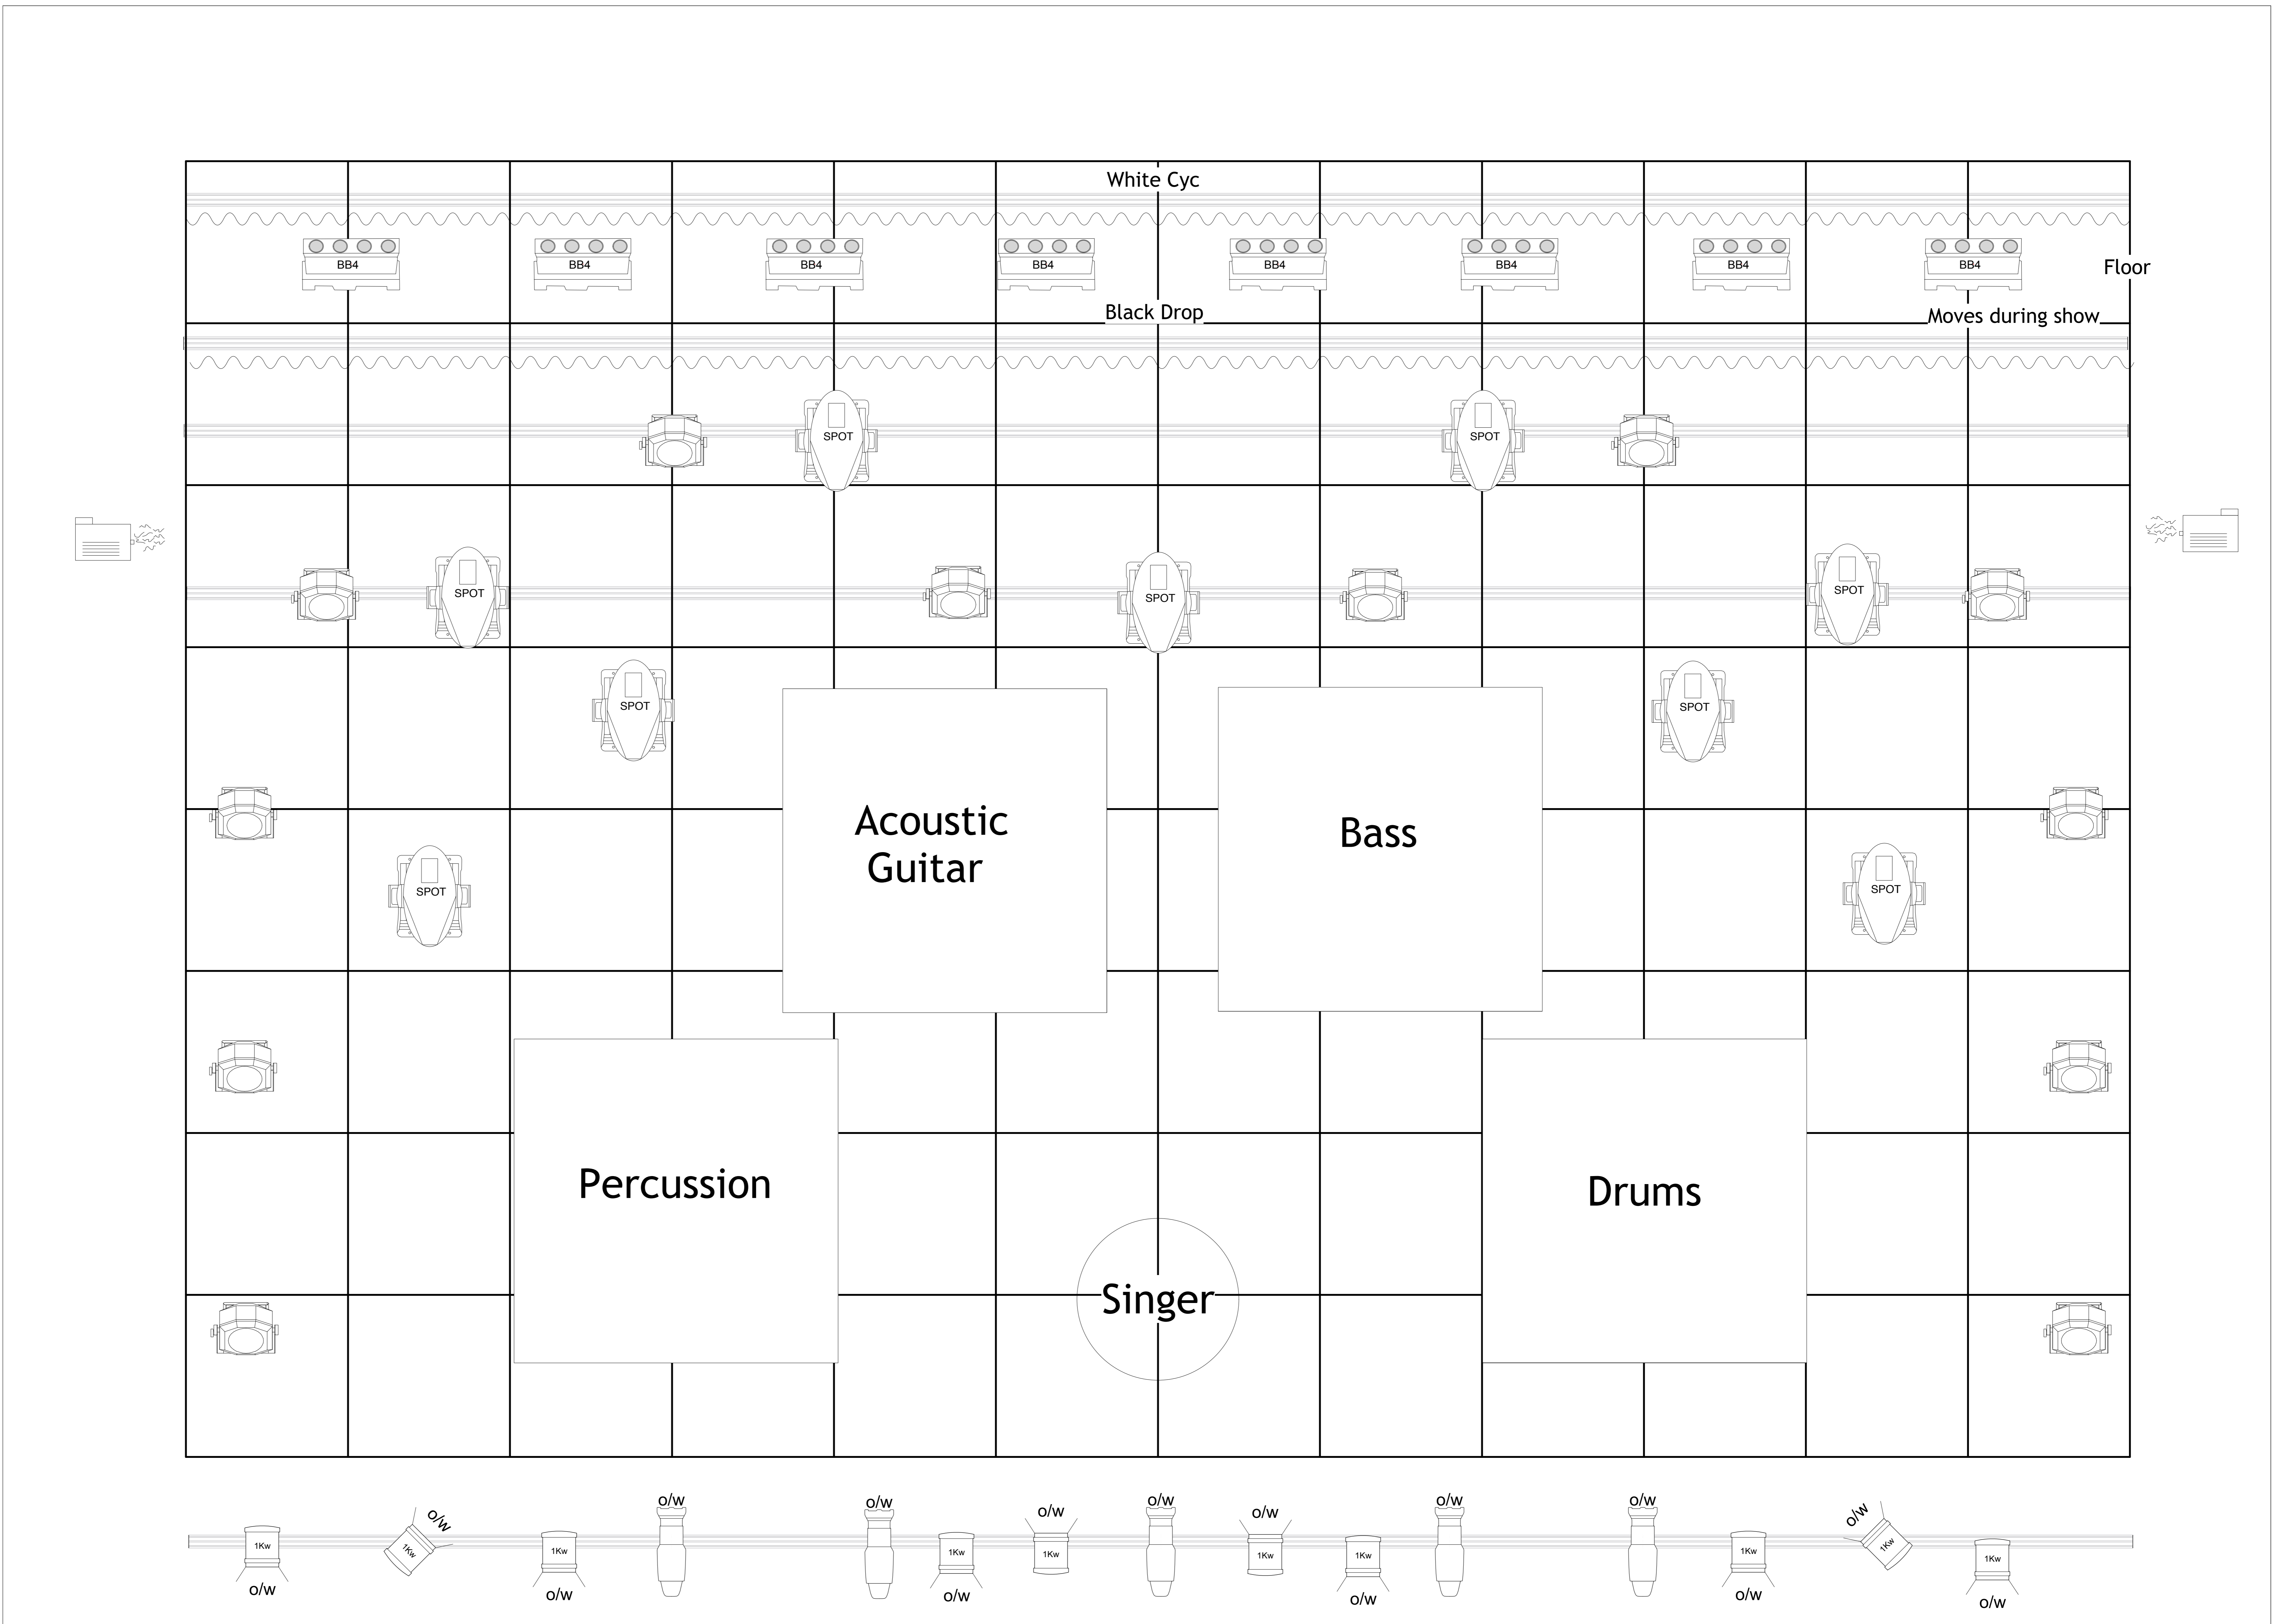 White Cyc
BB4
BB4
BB4
BB4
BB4
BB4
BB4
BB4
Floor
Black Drop
Moves during show
SPOT
SPOT
SPOT
SPOT
SPOT
SPOT
SPOT
Acoustic
Guitar
Bass
SPOT
SPOT
Percussion
Drums
Singer
o/w
o/w
o/w
o/w
o/w
o/w
o/w
o/w
o/w
o/w
1Kw
1Kw
1Kw
1Kw
1Kw
1Kw
1Kw
1Kw
1Kw
1Kw
o/w
o/w
o/w
o/w
o/w
o/w